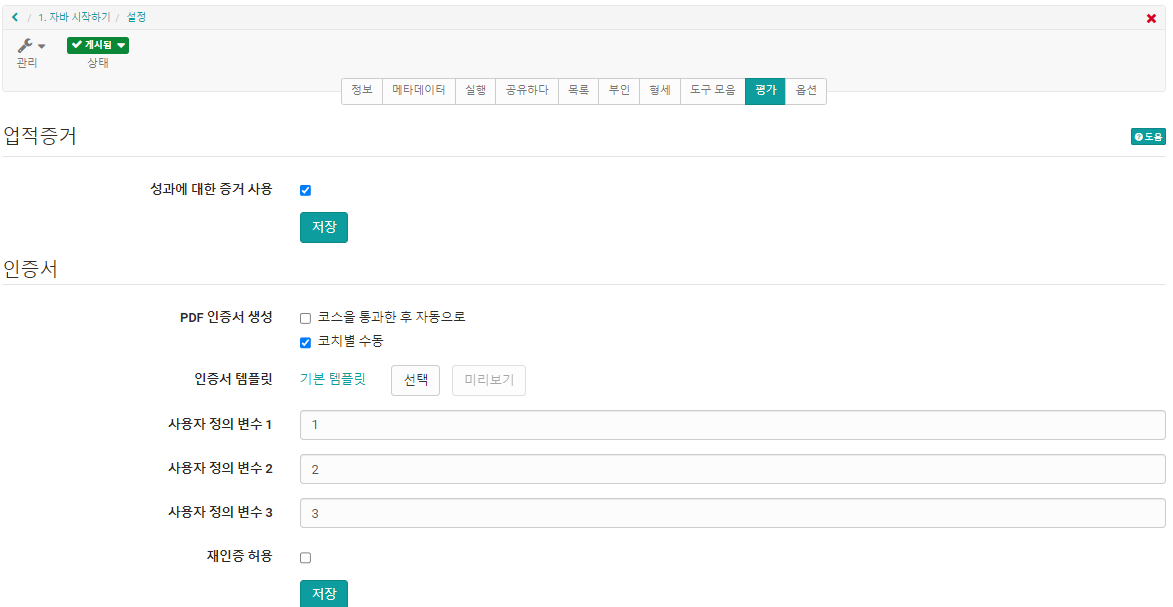 / 1. 자바 시작하기 / 설정
관리
게시됨
상태
정보 메타데이터 실행 공유하다 목록 부인 형세 도구 모음 평가 옵션
업적증거
도움
성과에 대한 증거 사용
저장
인증서
PDF 인증서 생성 코스을 통과한 후 자동으로
코치별 수동
인증서 템플릿 기본 템플릿 선택 미리보기
사용자 정의 변수 1 1
사용자 정의 변수 2 2
사용자 정의 변수 3 3
재인증 허용
저장